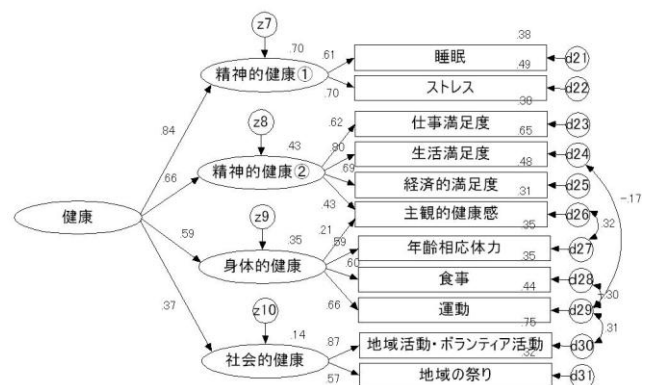 z7
.70
.38
.61
睡眠
d21
精神的健康①
.49
.70
ストレス
d22
.84
z8
.62
仕事満足度
d23
.43
.65
.80
生活満足度
d24
精神的健康②
.48
.69
経済的満足度
d25
.66
.31
-.17
.43
主観的健康感
d26
健康
z9
.21
.35
.32
.59
.35
.59
年齢相応体力
d27
身体的健康
.35
.60
食事
d28
.44
.37
.66
運動
d29
z10
.75
.31
.14
.87
地域活動・ボランティア活動
d30
社会的健康
.57
地域の祭り
d31